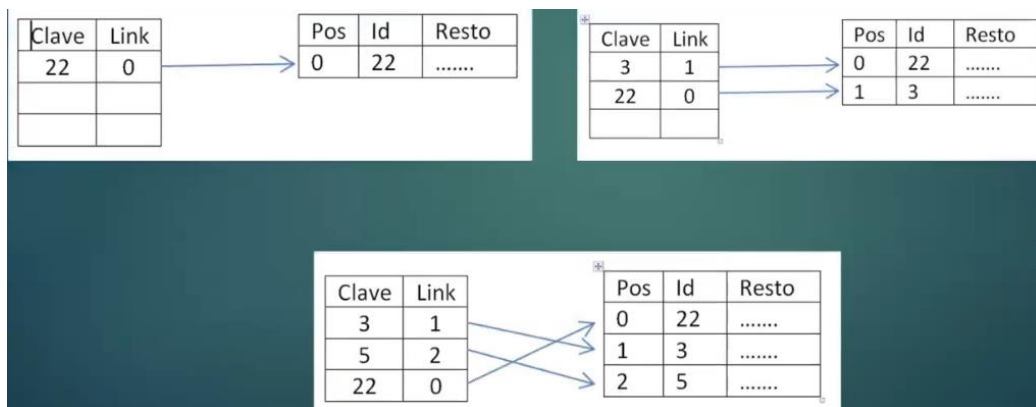 Clave Link
22 0
Pos Id Resto
0 22 .......
Clave Link
3 1
22 0
Pos Id Resto
0 22 .......
1 3 .......
Clave Link
3 1
5 2
22 0
Pos Id Resto
0 22 .......
1 3 .......
2 5 .......